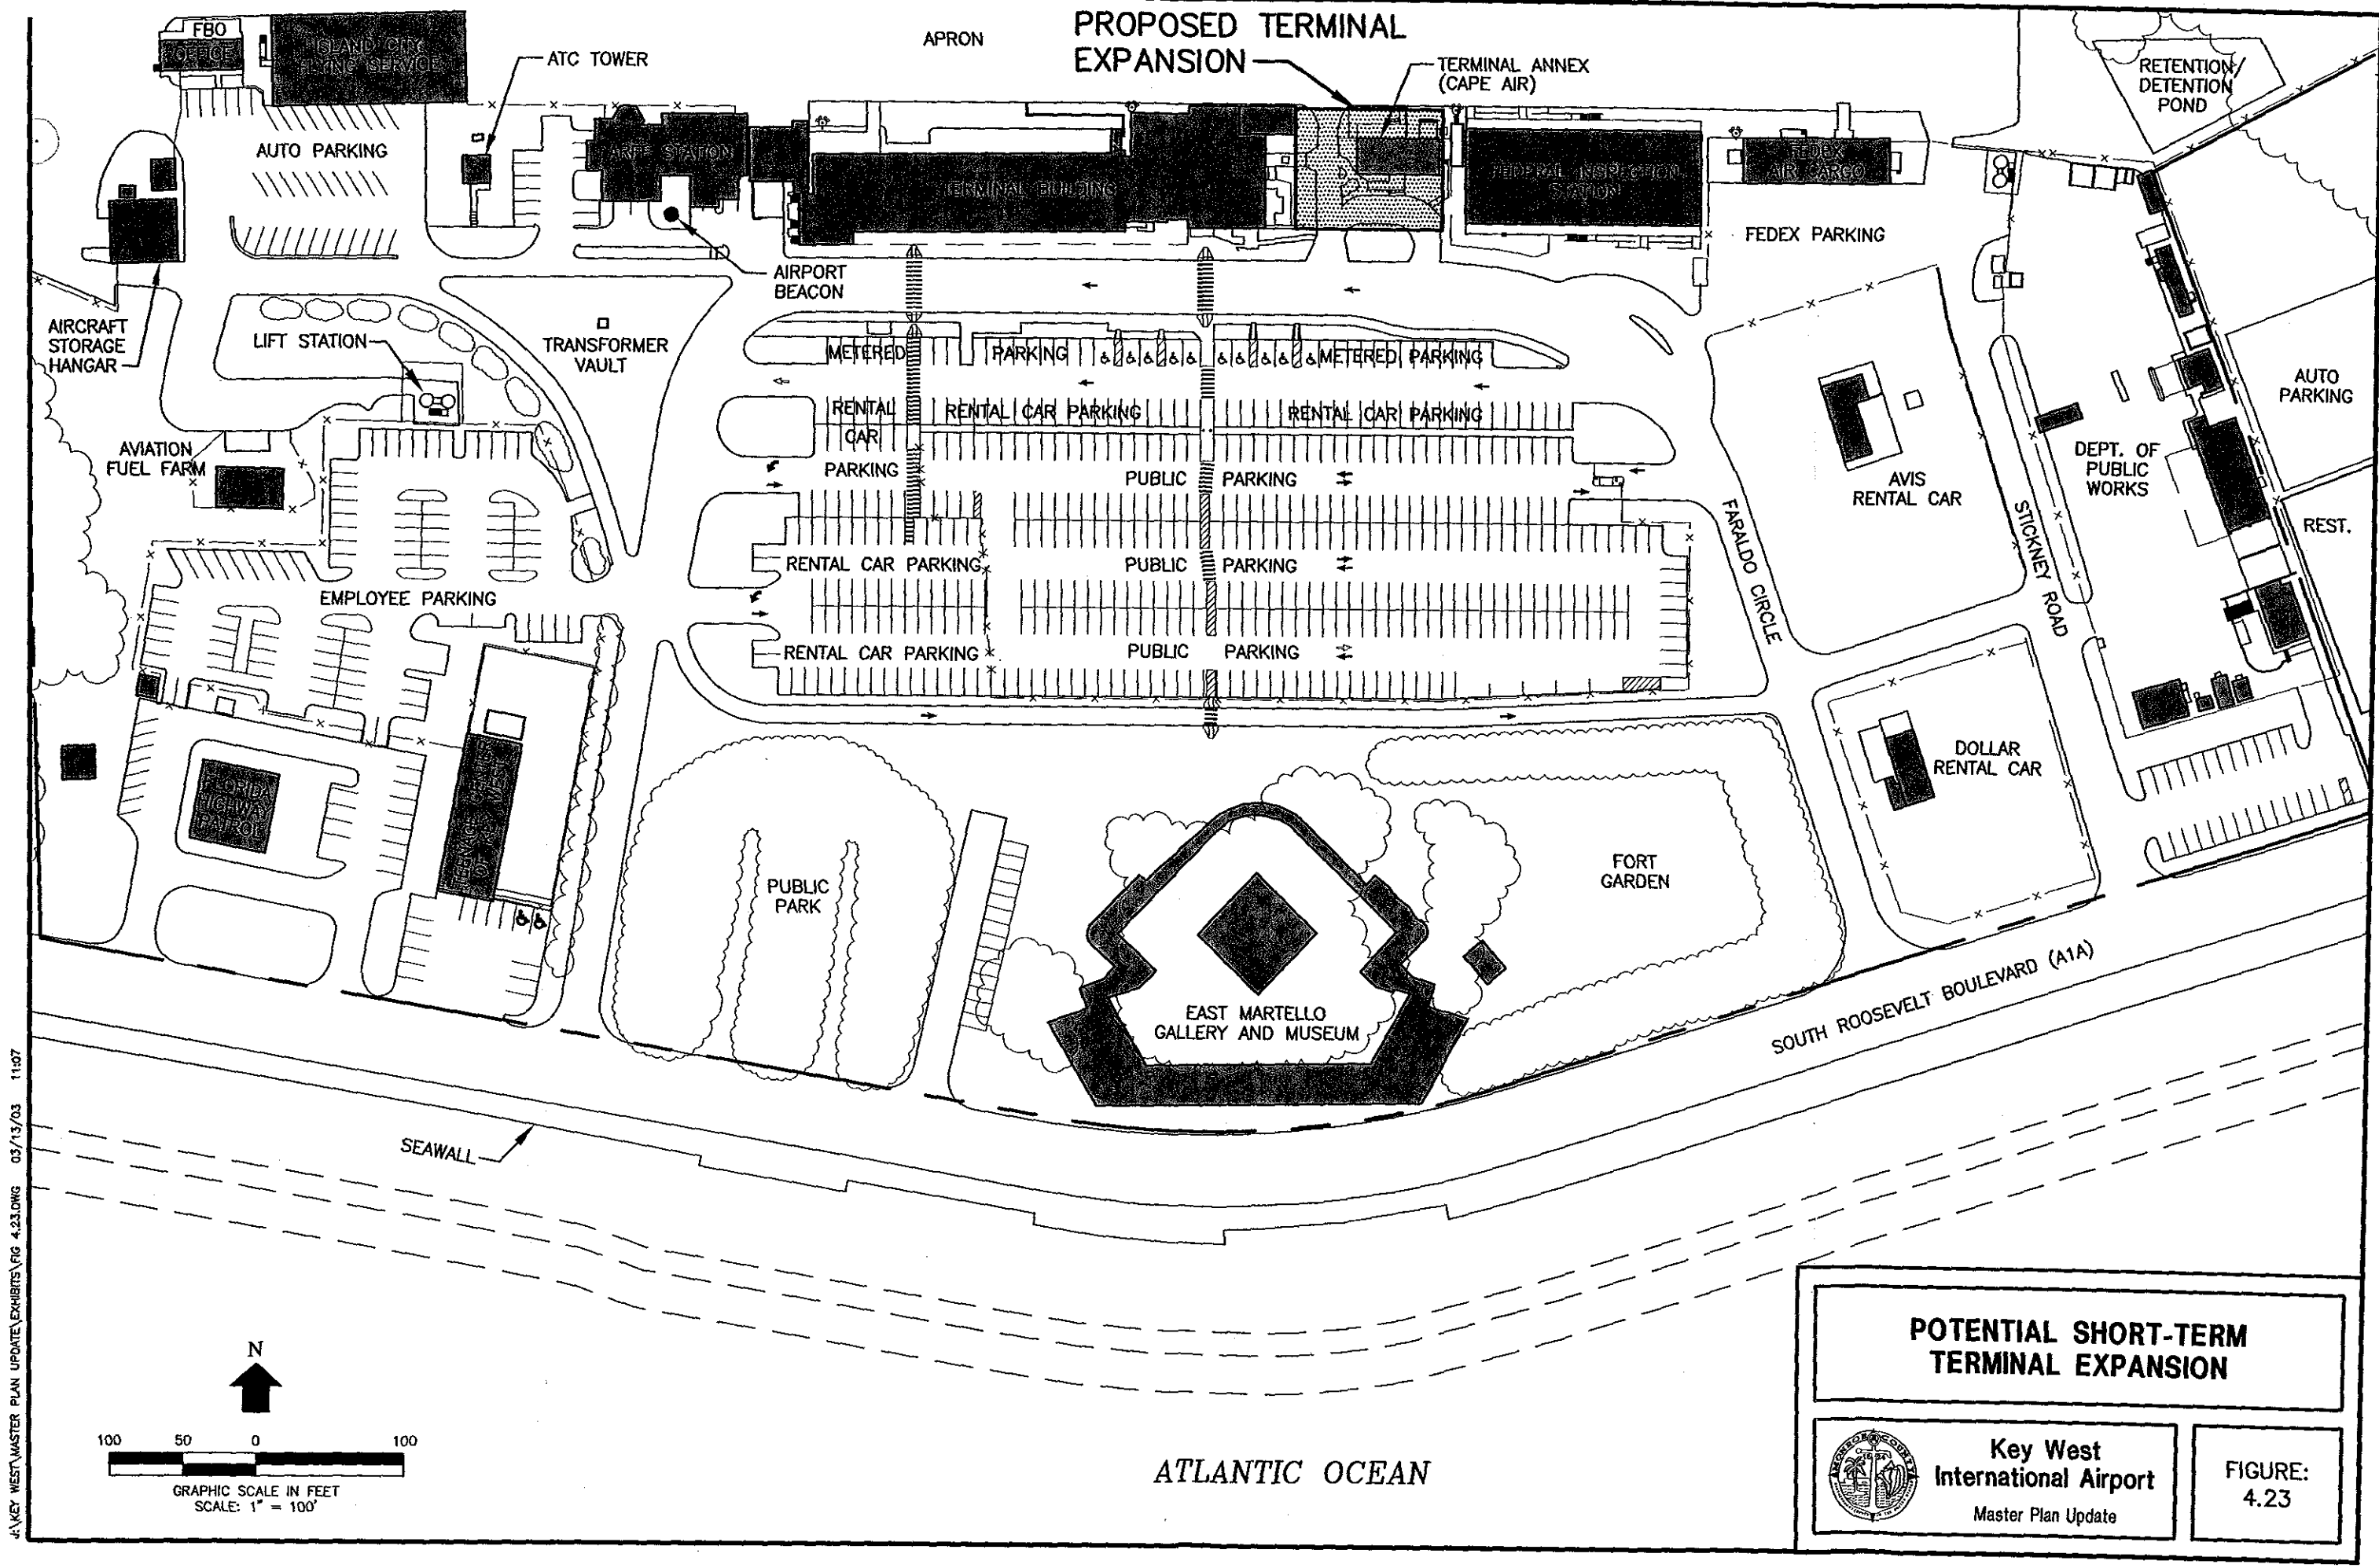 PROPOSED TERMINAL
EXPANSION
APRON
FBO
OFFICE
ISLAND CITY
FLYING SERVICE
ATC TOWER
TERMINAL ANNEX
(CAPE AIR)
RETENTION/
DETENTION
POND
AUTO PARKING
ARFF STATION
TERMINAL BUILDING
FEDERAL INSPECTION
STATION
FEDEX
AIR CARGO
FEDEX PARKING
AIRPORT
BEACON
AIRCRAFT
STORAGE
HANGAR
LIFT STATION
TRANSFORMER
VAULT
METERED
PARKING
METERED PARKING
RENTAL
CAR
PARKING
RENTAL CAR PARKING
RENTAL CAR PARKING
AUTO
PARKING
AVIATION
FUEL FARM
PUBLIC PARKING
DEPT. OF
PUBLIC
WORKS
AVIS
RENTAL CAR
REST.
RENTAL CAR PARKING
PUBLIC PARKING
FARALDO CIRCLE
STICKNEY ROAD
EMPLOYEE PARKING
RENTAL CAR PARKING
PUBLIC PARKING
FLORIDA
HIGHWAY
PATROL
DOLLAR
RENTAL CAR
PUBLIC
PARK
FORT
GARDEN
EAST MARTELLO
GALLERY AND MUSEUM
SOUTH ROOSEVELT BOULEVARD (A1A)
SEAWALL
N
100 50 0 100
GRAPHIC SCALE IN FEET
SCALE: 1" = 100'
ATLANTIC OCEAN
POTENTIAL SHORT-TERM
TERMINAL EXPANSION
MONROE COUNTY
Key West
International Airport
Master Plan Update
FIGURE:
4.23
J:\KEY WEST\MASTER PLAN UPDATE\EXHIBITS\FIG 4.23.DWG 03/13/03 11:07